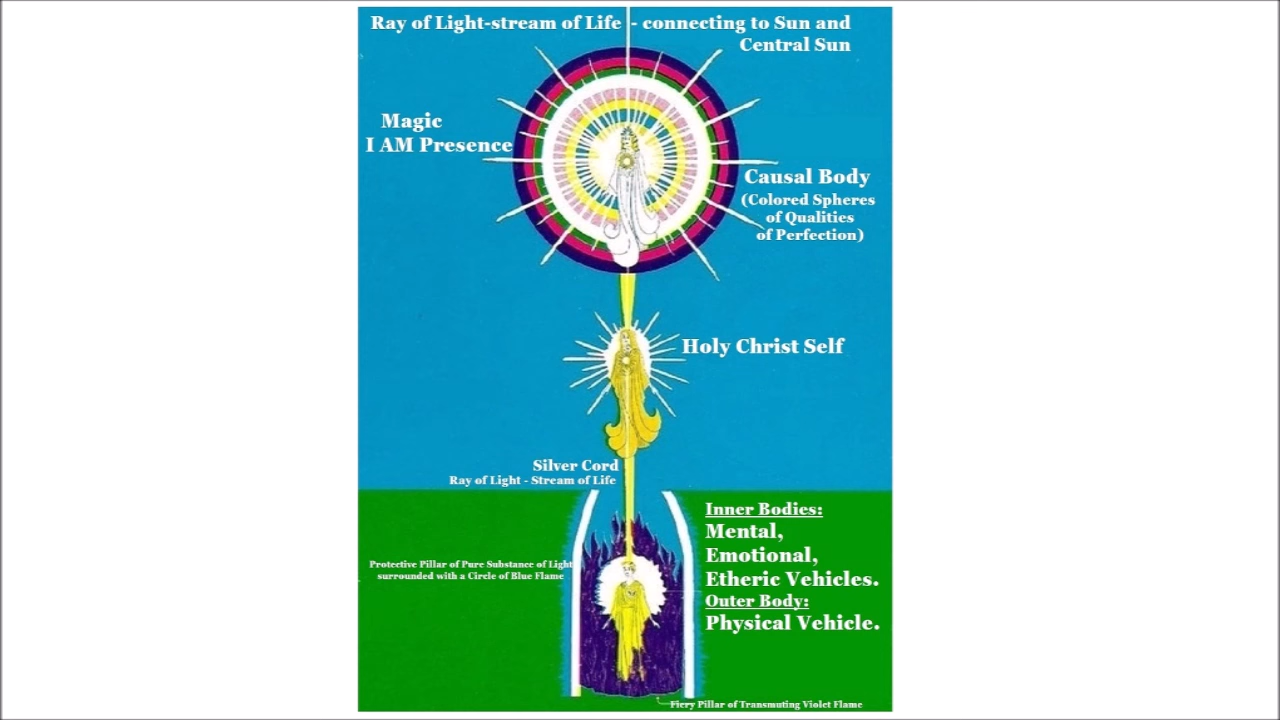 Ray of Light-stream of Life - connecting to Sun and
Central Sun
Magic
I AM Presence
Causal Body
(Colored Spheres
of Qualities
of Perfection)
Holy Christ Self
Silver Cord
Ray of Light - Stream of Life
Inner Bodies:
Mental,
Emotional,
Etheric Vehicles.
Outer Body:
Physical Vehicle.
Protective Pillar of Pure Substance of Light
surrounded with a Circle of Blue Flame
Fiery Pillar of Transmuting Violet Flame